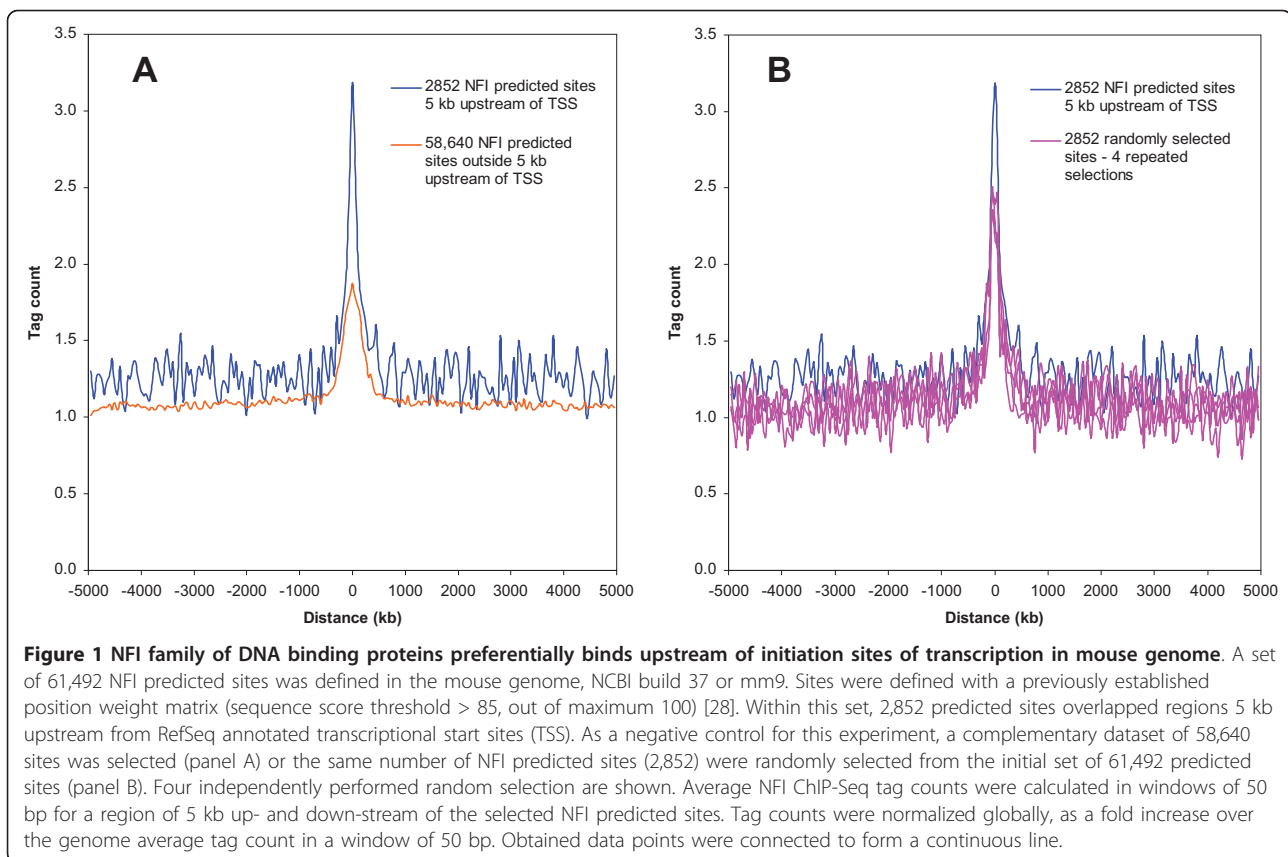 A
2852 NFI predicted sites
5 kb upstream of TSS
58,640 NFI predicted
sites outside 5 kb
upstream of TSS
Tag count
3.5
3.0
2.5
2.0
1.5
1.0
0.5
0.0
-5000 -4000 -3000 -2000 -1000 0 1000 2000 3000 4000 5000
Distance (kb)
B
2852 NFI predicted sites
5 kb upstream of TSS
2852 randomly selected
sites - 4 repeated
selections
Tag count
3.5
3.0
2.5
2.0
1.5
1.0
0.5
0.0
-5000 -4000 -3000 -2000 -1000 0 1000 2000 3000 4000 5000
Distance (kb)
Figure 1 NFI family of DNA binding proteins preferentially binds upstream of initiation sites of transcription in mouse genome. A set
of 61,492 NFI predicted sites was defined in the mouse genome, NCBI build 37 or mm9. Sites were defined with a previously established
position weight matrix (sequence score threshold > 85, out of maximum 100) [28]. Within this set, 2,852 predicted sites overlapped regions 5 kb
upstream from RefSeq annotated transcriptional start sites (TSS). As a negative control for this experiment, a complementary dataset of 58,640
sites was selected (panel A) or the same number of NFI predicted sites (2,852) were randomly selected from the initial set of 61,492 predicted
sites (panel B). Four independently performed random selection are shown. Average NFI ChIP-Seq tag counts were calculated in windows of 50
bp for a region of 5 kb up- and down-stream of the selected NFI predicted sites. Tag counts were normalized globally, as a fold increase over
the genome average tag count in a window of 50 bp. Obtained data points were connected to form a continuous line.